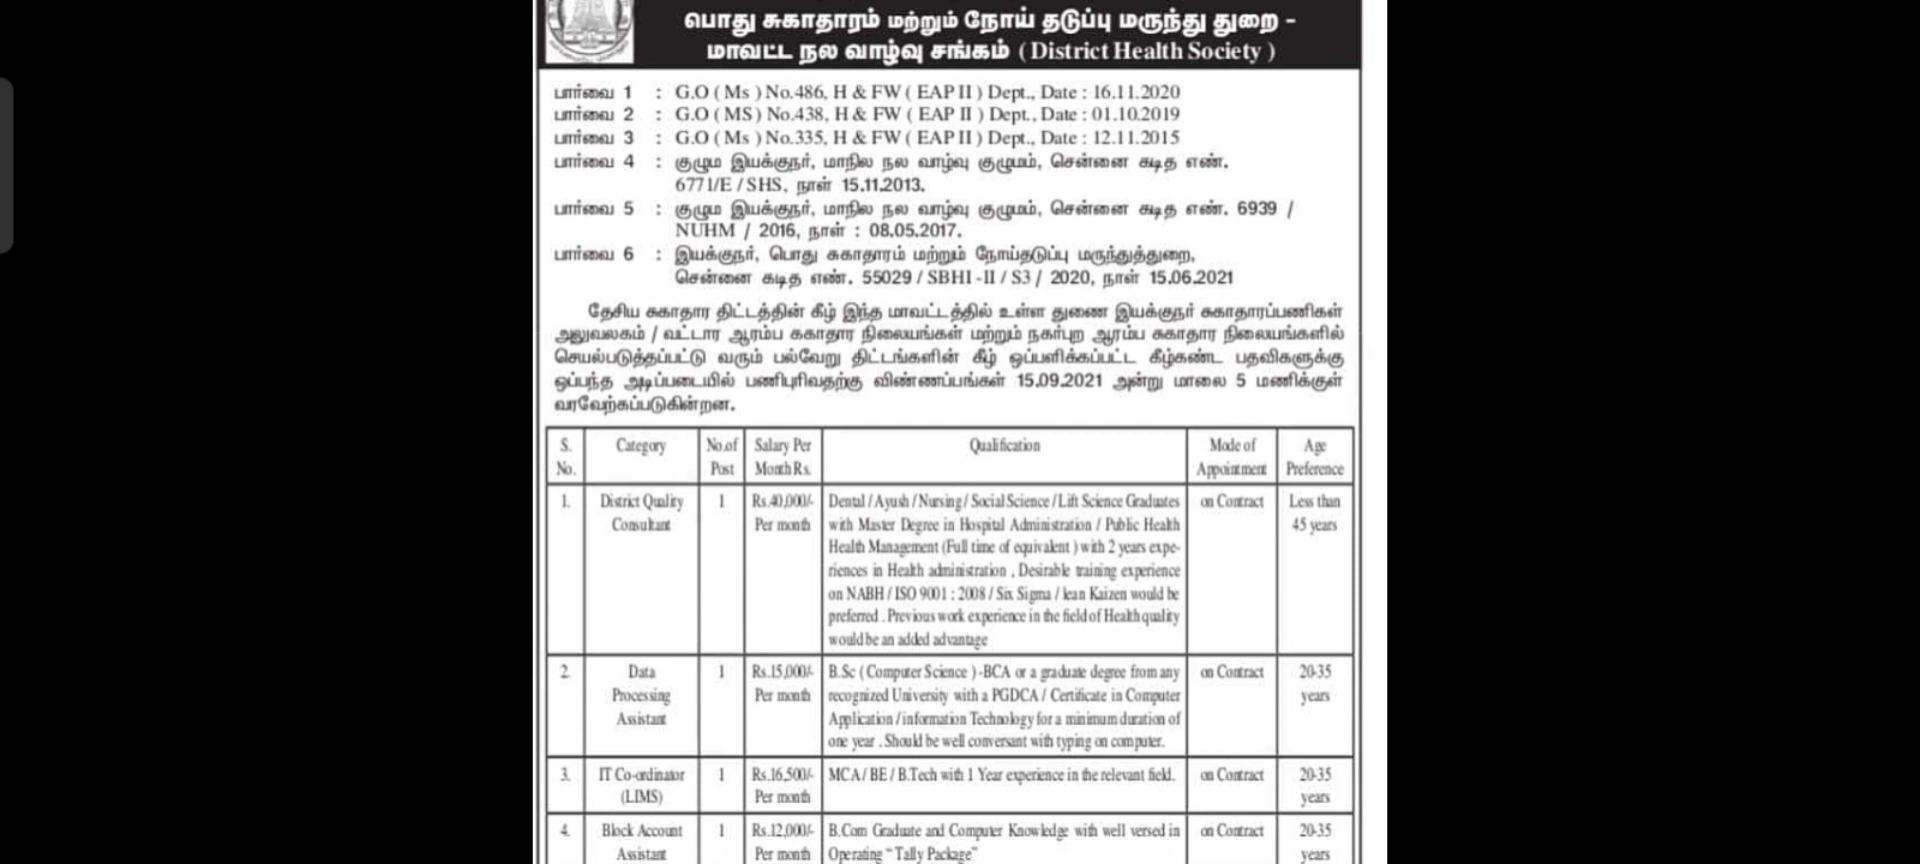 பொது சுகாதாரம் மற்றும் நோய் தடுப்பு மருந்து துறை -
மாவட்ட நல வாழ்வு சங்கம் ( District Health Society )
பார்வை 1 : G.O ( Ms ) No.486, H & FW ( EAP II ) Dept., Date : 16.11.2020
பார்வை 2 : G.O ( MS ) No.438, H & FW ( EAP II ) Dept., Date : 01.10.2019
பார்வை 3 : G.O ( Ms ) No.335, H & FW ( EAP II ) Dept., Date : 12.11.2015
பார்வை 4 : குழும இயக்குநர், மாநில நல வாழ்வு குழுமம், சென்னை கடித எண்.
6771/E / SHS, நாள் 15.11.2013.
பார்வை 5 : குழும இயக்குநர், மாநில நல வாழ்வு குழுமம், சென்னை கடித எண். 6939 /
NUHM / 2016, நாள் : 08.05.2017.
பார்வை 6 : இயக்குநர், பொது சுகாதாரம் மற்றும் நோய்தடுப்பு மருந்துத்துறை,
சென்னை கடித எண். 55029 / SBHI -II / S3 / 2020, நாள் 15.06.2021
தேசிய சுகாதார திட்டத்தின் கீழ் இந்த மாவட்டத்தில் உள்ள துணை இயக்குநர் சுகாதாரப்பணிகள்
அலுவலகம் / வட்டார ஆரம்ப சுகாதார நிலையங்கள் மற்றும் நகர்புற ஆரம்ப சுகாதார நிலையங்களில்
செயல்படுத்தப்பட்டு வரும் பல்வேறு திட்டங்களின் கீழ் ஒப்பளிக்கப்பட்ட கீழ்கண்ட பதவிகளுக்கு
ஒப்பந்த அடிப்படையில் பணிபுரிவதற்கு விண்ணப்பங்கள் 15.09.2021 அன்று மாலை 5 மணிக்குள்
வரவேற்கப்படுகின்றன.
S. Category No.of Salary Per Qualification Mode of Age
No. Post Month Rs. Appointment Preference
1. District Quality 1 Rs.40,000/- Dental / Ayush / Nursing / Social Science / Lift Science Graduates on Contract Less than
Consultant Per month with Master Degree in Hospital Administration / Public Health 45 years
Health Management (Full time of equivalent ) with 2 years expe-
riences in Health administration , Desirable training experience
on NABH / ISO 9001 : 2008 / Six Sigma / lean Kaizen would be
preferred . Previous work experience in the field of Health quality
would be an added advantage
2. Data 1 Rs.15,000/- B.Sc ( Computer Science ) -BCA or a graduate degree from any on Contract 20-35
Processing Per month recognized University with a PGDCA / Certificate in Computer years
Assistant Application / information Technology for a minimum duration of
one year . Should be well conversant with typing on computer.
3. IT Co-ordinator 1 Rs.16,500/- MCA / BE / B.Tech with 1 Year experience in the relevant field. on Contract 20-35
(LIMS) Per month years
4. Block Account 1 Rs.12,000/- B.Com Graduate and Computer Knowledge with well versed in on Contract 20-35
Assistant Per month Operating “ Tally Package” years